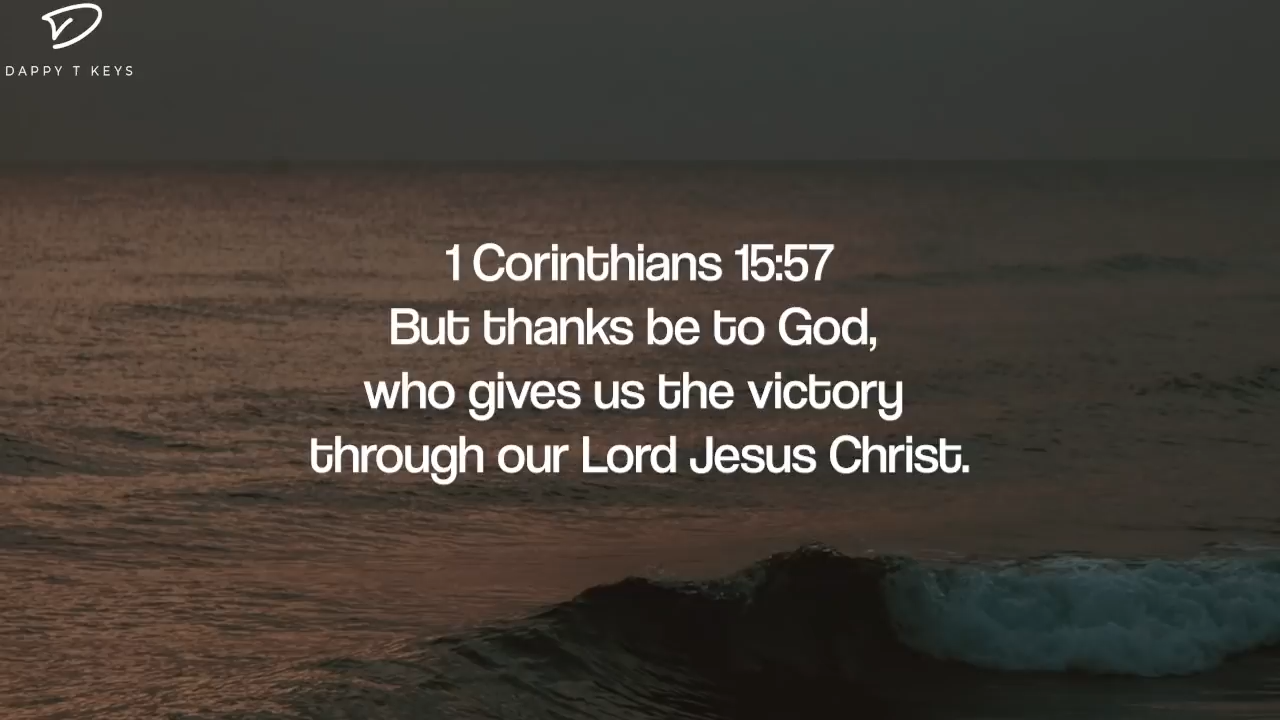 DAPPY T KEYS
1 Corinthians 15:57
But thanks be to God,
who gives us the victory
through our Lord Jesus Christ.